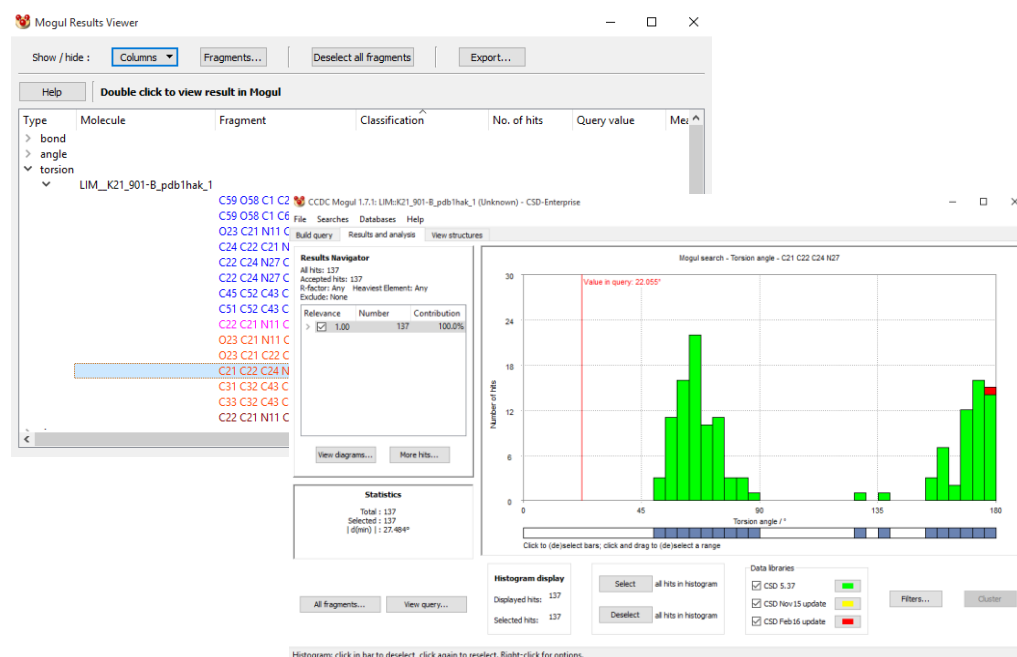 Mogul Results Viewer
Show / hide : Columns Fragments... Deselect all fragments Export...
Help Double click to view result in Mogul
Type Molecule Fragment Classification No. of hits Query value
bond
angle
torsion
LIM__K21_901-B_pdb1hak_1
C59 O58 C1 C2
C59 O58 C1 C6
O23 C21 N11 C
C24 C22 C21 N
C22 C24 N27 C
C22 C24 N27 C
C45 C52 C43 C
C51 C52 C43 C
C22 C21 N11 C
O23 C21 N11 C
O23 C21 C22 C
C21 C22 C24 N
C31 C32 C43 C
C33 C32 C43 C
C22 C21 N11 C
CCDC Mogul 1.7.1: LIM::K21_901-B_pdb1hak_1 (Unknown) - CSD-Enterprise
File Searches Databases Help
Build query Results and analysis View structures
Results Navigator
All hits: 137
Accepted hits: 137
R-factor: Any Heaviest Element: Any
Exclude: None
Relevance Number Contribution
1.00 137 100.0%
View diagrams... More hits...
Statistics
Total : 137
Selected : 137
| d(min) | : 27.484°
All fragments... View query...
Mogul search - Torsion angle - C21 C22 C24 N27
Value in query: 22.055°
30
24
18
12
6
0
Number of hits
0 45 90 135 180
Torsion angle / °
Click to (de)select bars; click and drag to (de)select a range
Histogram display
Displayed hits: 137
Selected hits: 137
Select all hits in histogram
Deselect all hits in histogram
Data libraries
CSD 5.37
CSD Nov15 update
CSD Feb16 update
Filters... Cluster
Histogram: click in bar to deselect, click again to reselect. Right-click for options.